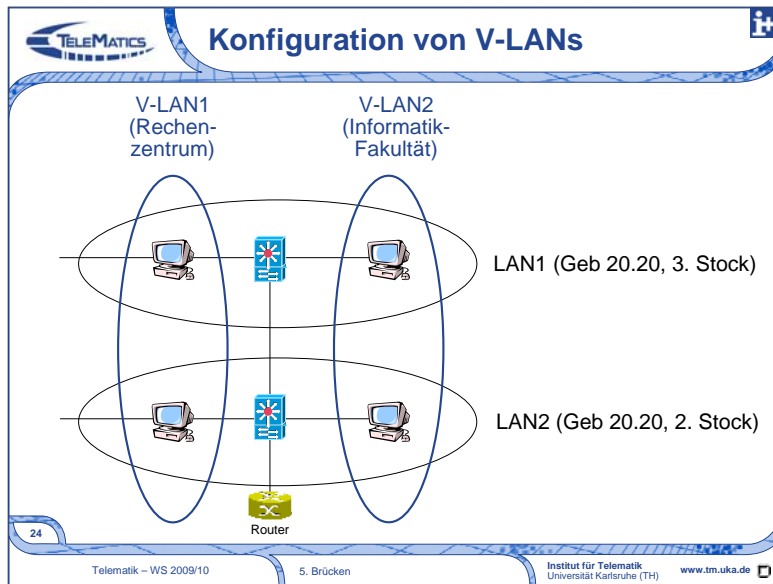 TELEMATICS
Konfiguration von V-LANs
i+
V-LAN1
(Rechen-
zentrum)
V-LAN2
(Informatik-
Fakultät)
LAN1 (Geb 20.20, 3. Stock)
LAN2 (Geb 20.20, 2. Stock)
Router
24
Telematik – WS 2009/10
5. Brücken
Institut für Telematik
Universität Karlsruhe (TH)
www.tm.uka.de